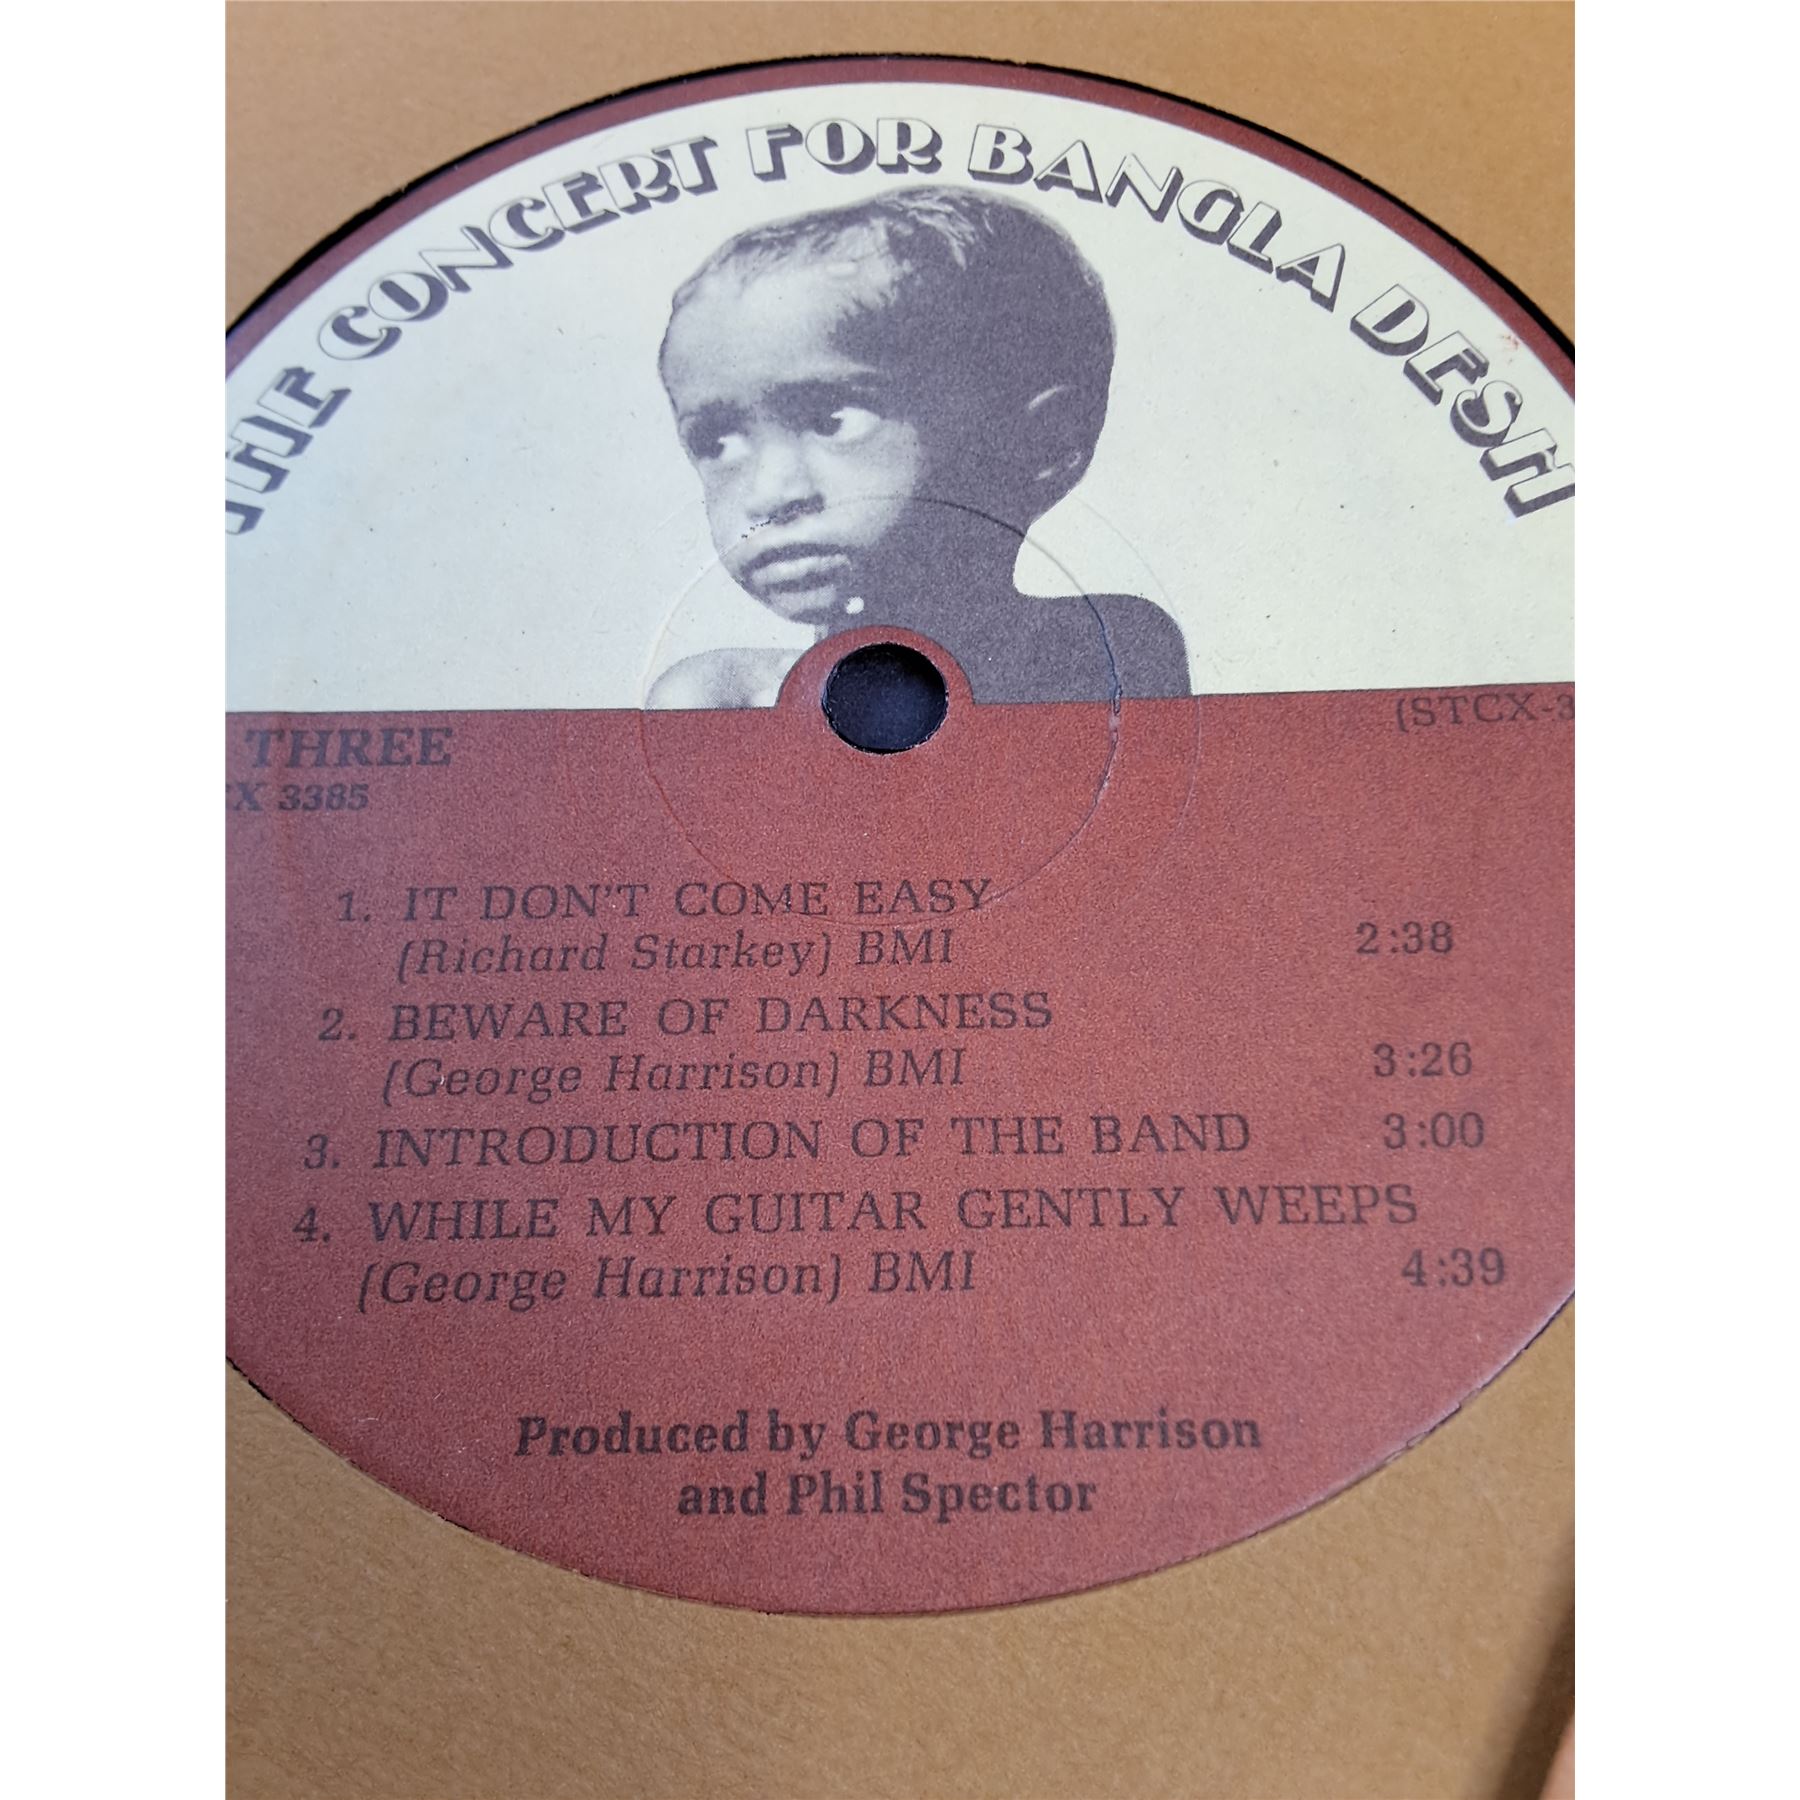 THE CONCERT FOR BANGLA DESH
THREE
(STCX-3
CX 3385
1. IT DON'T COME EASY
(Richard Starkey) BMI 2:38
2. BEWARE OF DARKNESS
(George Harrison) BMI 3:26
3. INTRODUCTION OF THE BAND 3:00
4. WHILE MY GUITAR GENTLY WEEPS
(George Harrison) BMI 4:39
Produced by George Harrison
and Phil Spector